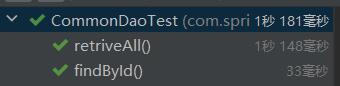 CommonDaoTest (com.spri 1秒 181毫秒
retriveAll() 1秒 148毫秒
findById() 33毫秒